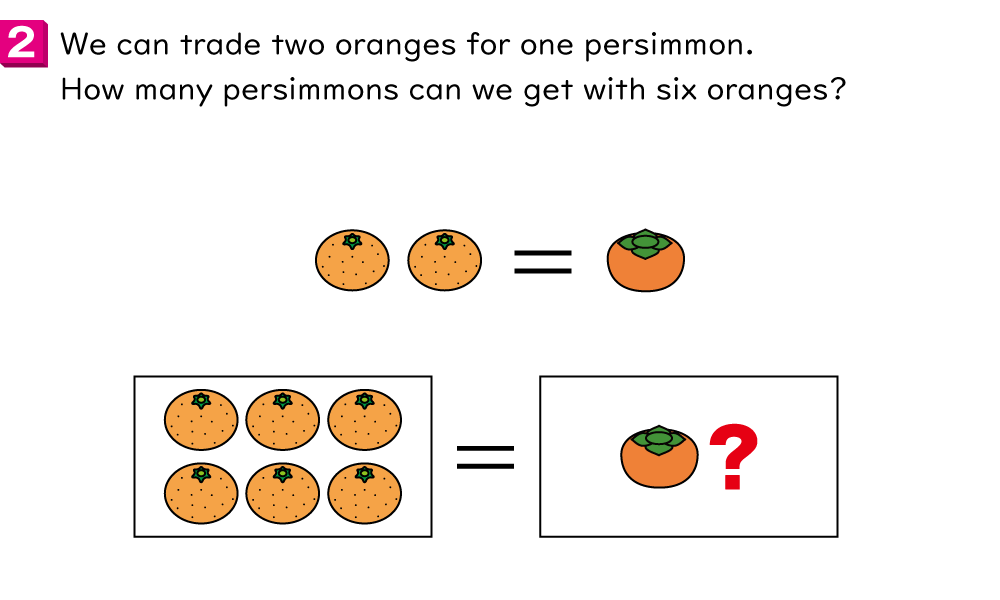 2 We can trade two oranges for one persimmon.
How many persimmons can we get with six oranges?
=
= ?